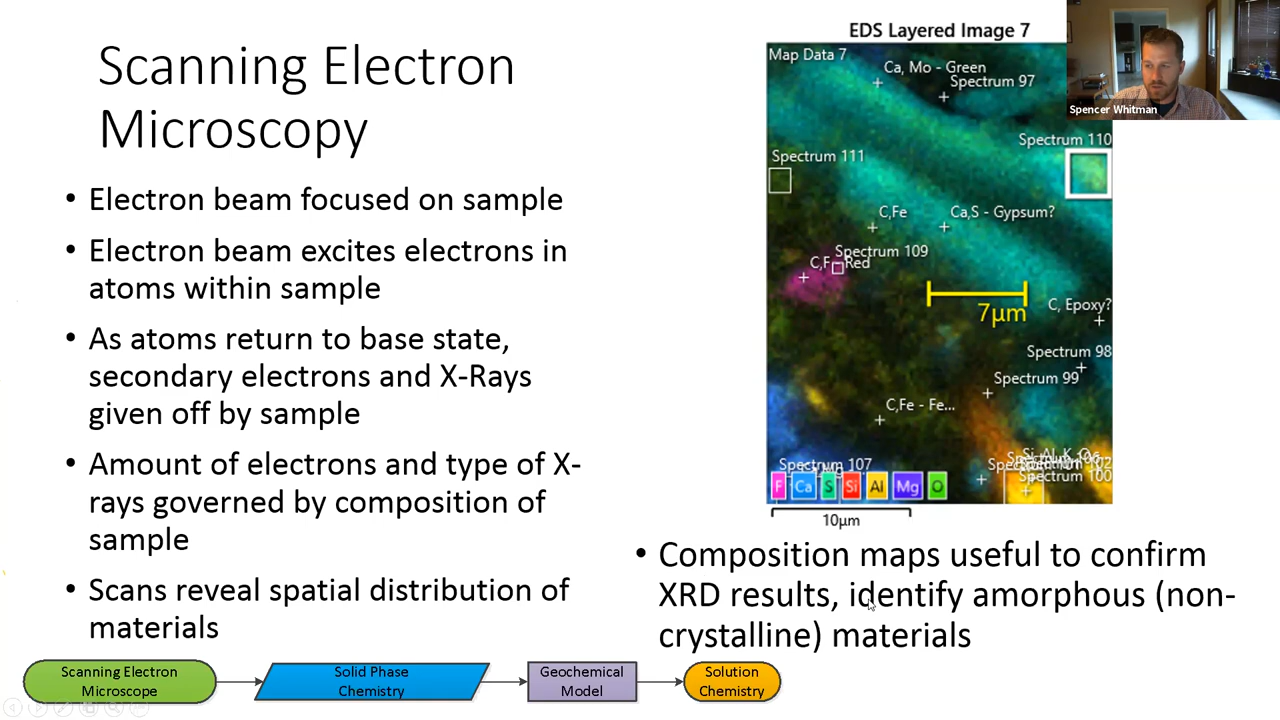 Scanning Electron
Microscopy
• Electron beam focused on sample
• Electron beam excites electrons in
atoms within sample
• As atoms return to base state,
secondary electrons and X-Rays
given off by sample
• Amount of electrons and type of X-
rays governed by composition of
sample
• Scans reveal spatial distribution of
materials
EDS Layered Image 7
Map Data 7
Ca, Mo - Green
Spectrum 97
Spectrum 110
Spectrum 111
C,Fe
Ca,S - Gypsum?
Spectrum 109
C,F - Red
7µm
C, Epoxy?
Spectrum 98
Spectrum 99
C,Fe - Fe...
Spectrum 107
Spectrum 100
F Ca S Si Al Mg O
10µm
• Composition maps useful to confirm
XRD results, identify amorphous (non-
crystalline) materials
Spencer Whitman
Scanning Electron
Microscope
Solid Phase
Chemistry
Geochemical
Model
Solution
Chemistry